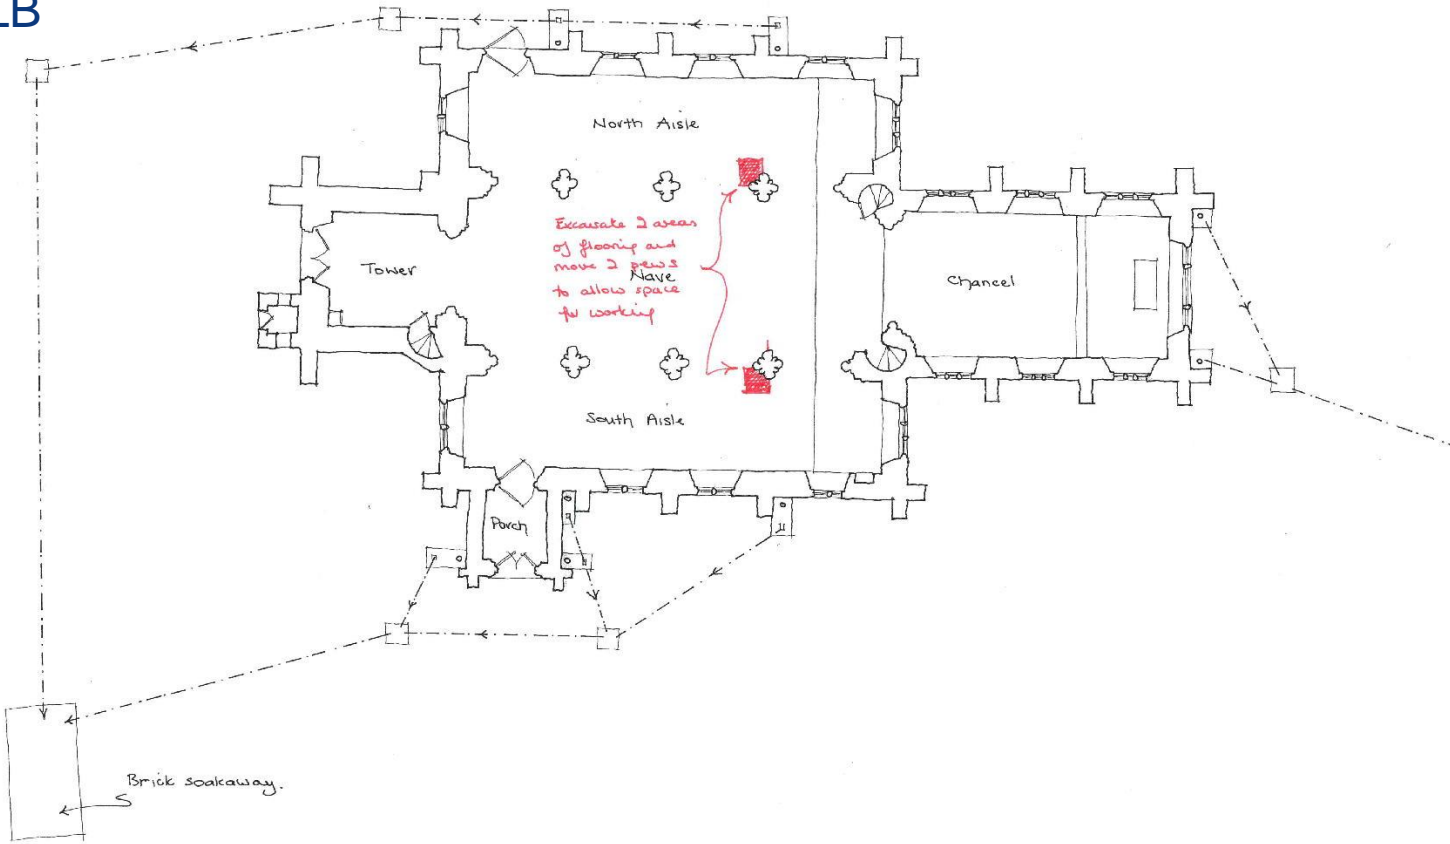 LB
North Aisle
Excavate 2 areas
of flooring and
move 2 pews
to allow space
for working
Nave
Tower
Chancel
South Aisle
Porch
Brick soakaway.